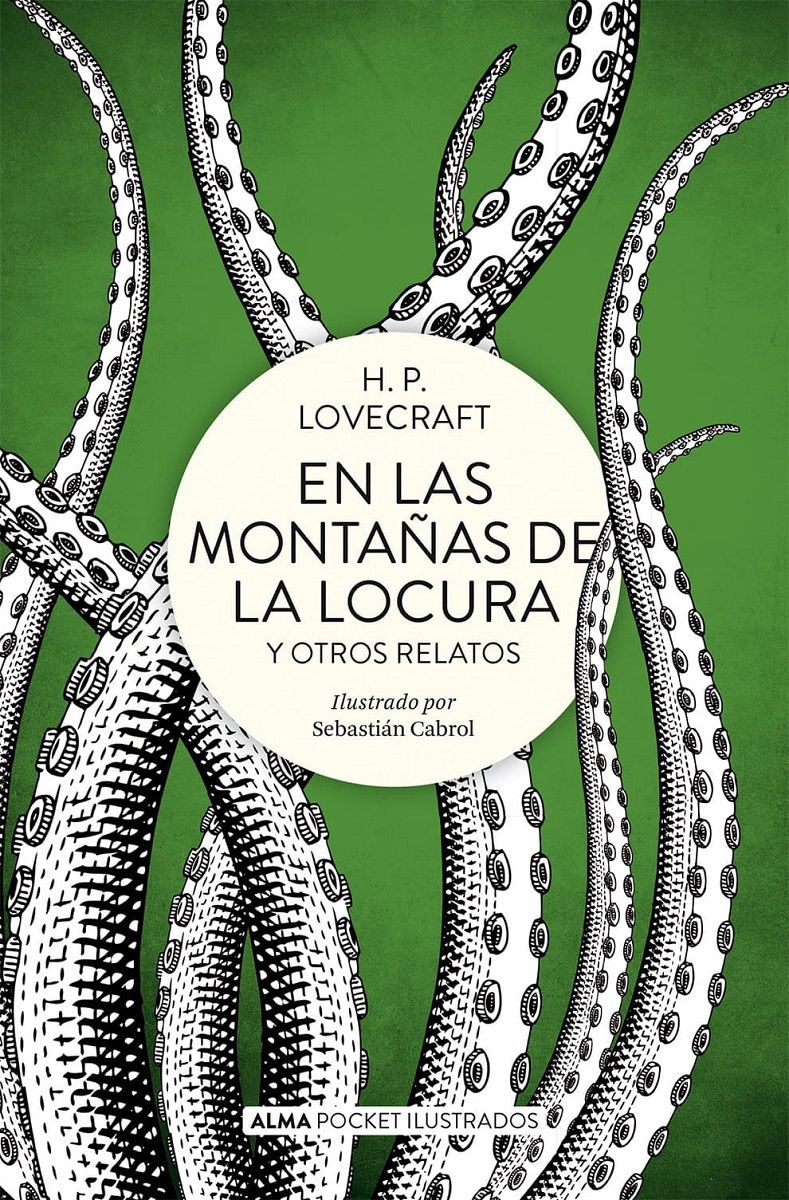 H. P.
LOVECRAFT
EN LAS
MONTAÑAS DE
LA LOCURA
Y OTROS RELATOS
Ilustrado por
Sebastián Cabrol
ALMA POCKET ILUSTRADOS